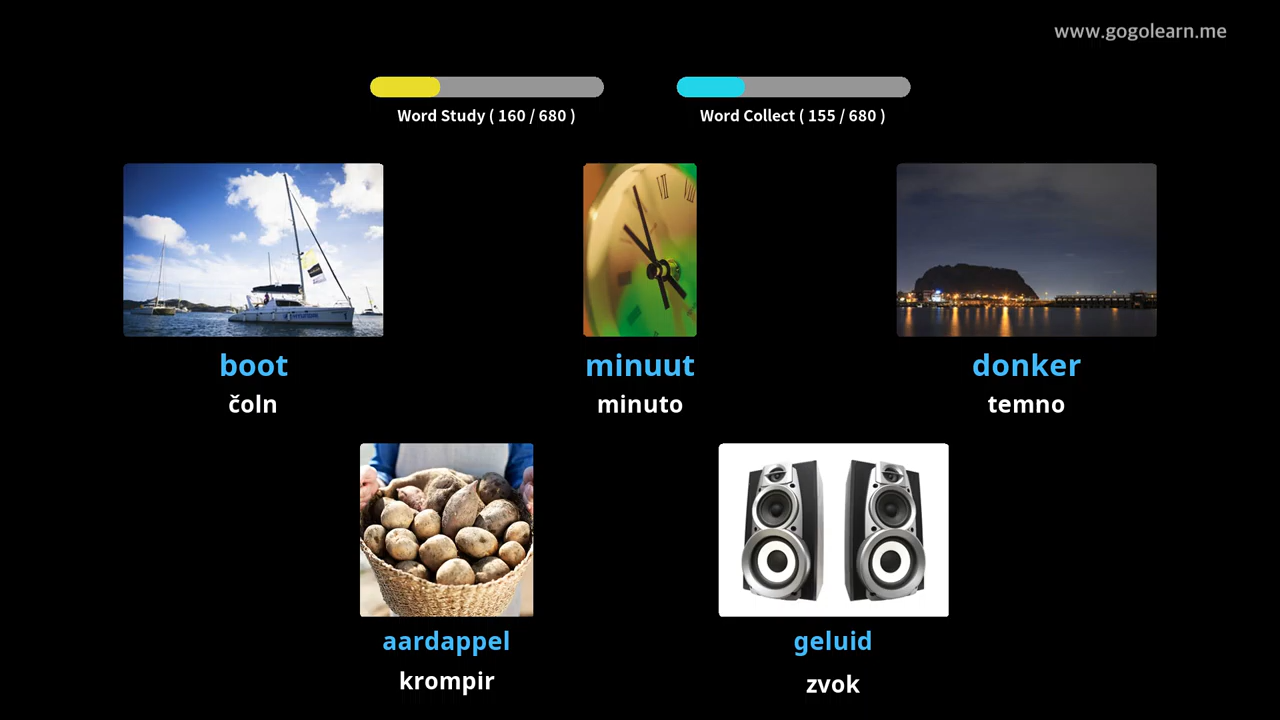 www.gogolearn.me
Word Study ( 160 / 680 )
Word Collect ( 155 / 680 )
boot
minuut
donker
čoln
minuto
temno
aardappel
geluid
krompir
zvok